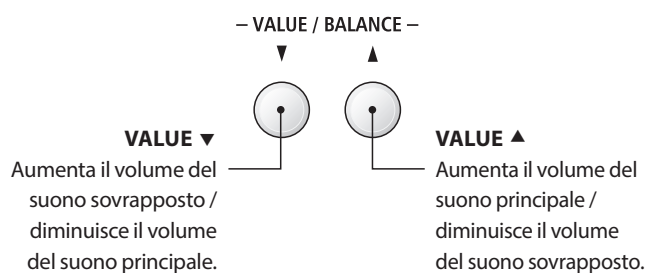 – VALUE / BALANCE –
▼ ▲
VALUE ▼
Aumenta il volume del
suono sovrapposto /
diminuisce il volume
del suono principale.
VALUE ▲
Aumenta il volume del
suono principale /
diminuisce il volume
del suono sovrapposto.